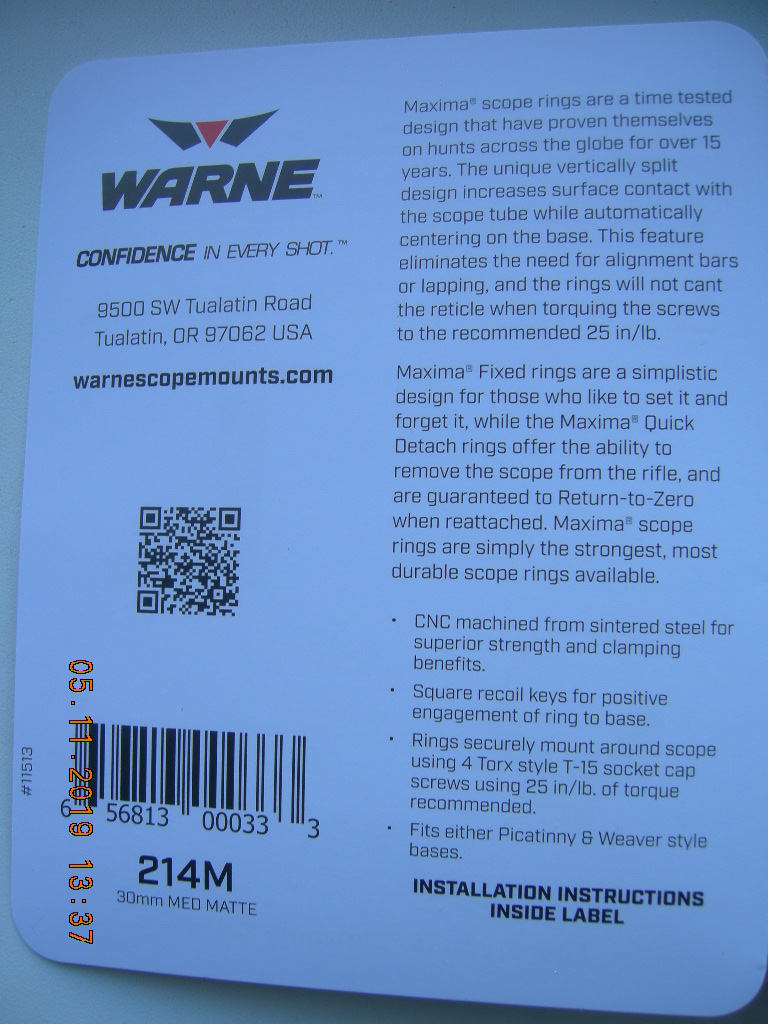 WARNE™
CONFIDENCE IN EVERY SHOT.™
9500 SW Tualatin Road
Tualatin, OR 97062 USA
warnescopemounts.com
#11513
6 56813 00033 3
214M
30mm MED MATTE
Maxima® scope rings are a time tested
design that have proven themselves
on hunts across the globe for over 15
years. The unique vertically split
design increases surface contact with
the scope tube while automatically
centering on the base. This feature
eliminates the need for alignment bars
or lapping, and the rings will not cant
the reticle when torquing the screws
to the recommended 25 in/lb.
Maxima® Fixed rings are a simplistic
design for those who like to set it and
forget it, while the Maxima® Quick
Detach rings offer the ability to
remove the scope from the rifle, and
are guaranteed to Return-to-Zero
when reattached. Maxima® scope
rings are simply the strongest, most
durable scope rings available.
• CNC machined from sintered steel for
superior strength and clamping
benefits.
• Square recoil keys for positive
engagement of ring to base.
• Rings securely mount around scope
using 4 Torx style T-15 socket cap
screws using 25 in/lb. of torque
recommended.
• Fits either Picatinny & Weaver style
bases.
INSTALLATION INSTRUCTIONS
INSIDE LABEL
05.11.2019 13:37